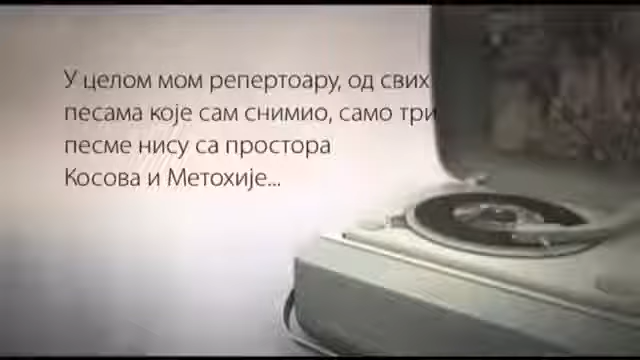 У целом мом репертоару, од свих
песама које сам снимио, само три
песме нису са простора
Косова и Метохије...